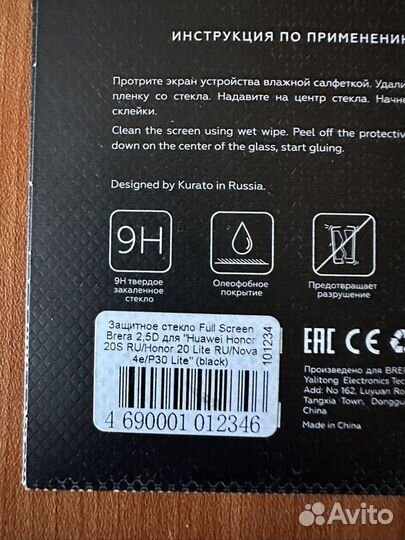 ИНСТРУКЦИЯ ПО ПРИМЕНЕНИЮ
Протрите экран устройства влажной салфеткой. Удали
пленку со стекла. Надавите на центр стекла. Начне
склейки.
Clean the screen using wet wipe. Peel off the protectiv
down on the center of the glass, start gluing.
Designed by Kurato in Russia.
9H
9H твердое
закаленное
стекло
Олеофобное
покрытие
Предотвращает
разрушение
Защитное стекло Full Screen
Brera 2,5D для "Huawei Honor
20S RU/Honor 20 Lite RU/Nova
4e/P30 Lite" (black)
101234
4 690001 012346
EAC CE
Произведено для BRE
Yalitong Electronics Tec
Add: No 162, Luyuan Ro
Tangxia Town, Donggu
China
Made in China
Avito